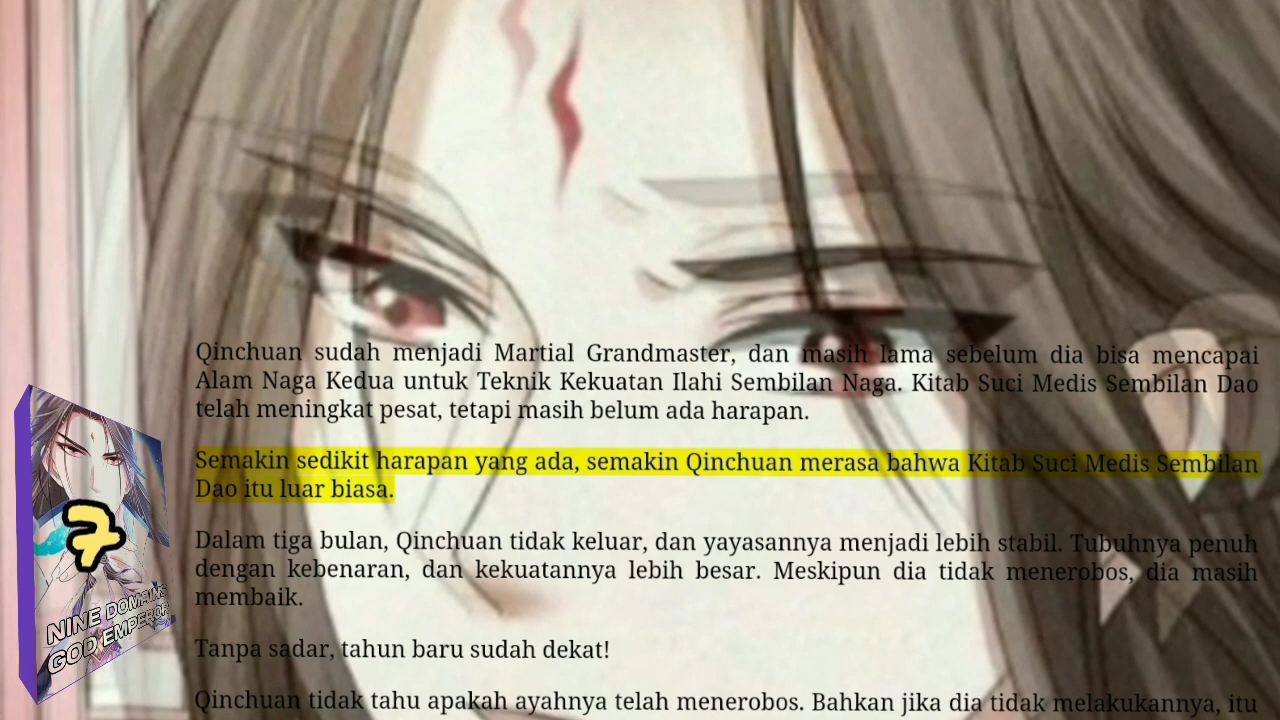 Qinchuan sudah menjadi Martial Grandmaster, dan masih lama sebelum dia bisa mencapai
Alam Naga Kedua untuk Teknik Kekuatan Ilahi Sembilan Naga. Kitab Suci Medis Sembilan Dao
telah meningkat pesat, tetapi masih belum ada harapan.
Semakin sedikit harapan yang ada, semakin Qinchuan merasa bahwa Kitab Suci Medis Sembilan
Dao itu luar biasa.
Dalam tiga bulan, Qinchuan tidak keluar, dan yayasannya menjadi lebih stabil. Tubuhnya penuh
dengan kebenaran, dan kekuatannya lebih besar. Meskipun dia tidak menerobos, dia masih
membaik.
Tanpa sadar, tahun baru sudah dekat!
Qinchuan tidak tahu apakah ayahnya telah menerobos. Bahkan jika dia tidak melakukannya, itu
7
NINE DOMAINS
GOD EMPEROR